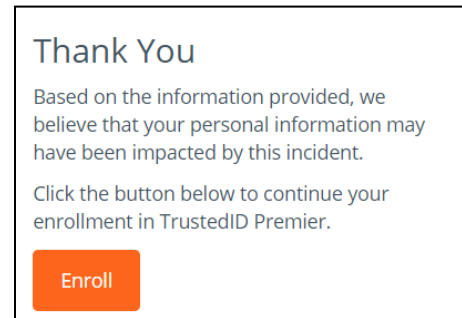 Thank You
Based on the information provided, we
believe that your personal information may
have been impacted by this incident.
Click the button below to continue your
enrollment in TrustedID Premier.
Enroll